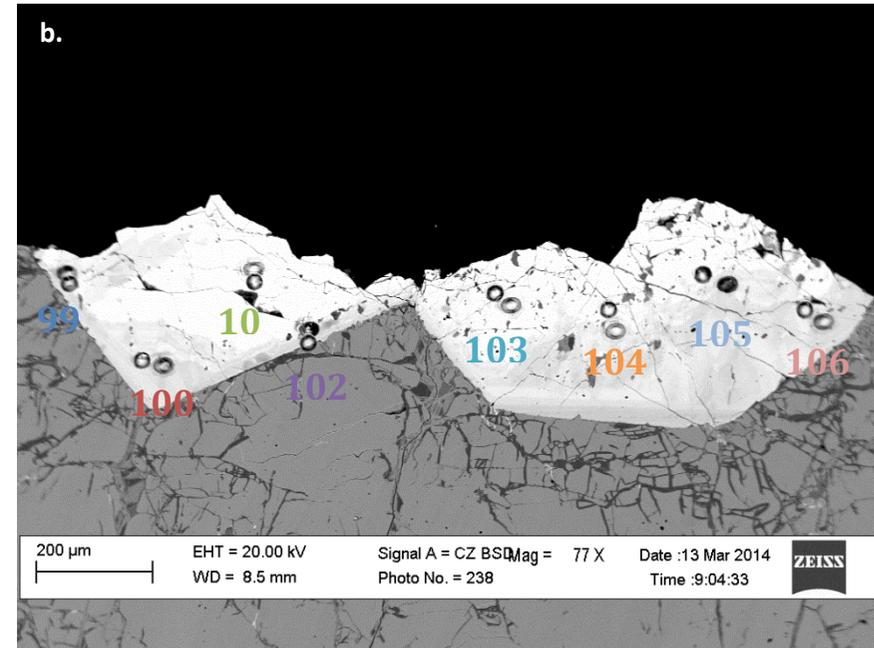 b.
99
10
100
102
103
104
105
106
200 µm
EHT = 20.00 kV
WD = 8.5 mm
Signal A = CZ BSD
Photo No. = 238
Mag = 77 X
Date :13 Mar 2014
Time :9:04:33
ZEISS